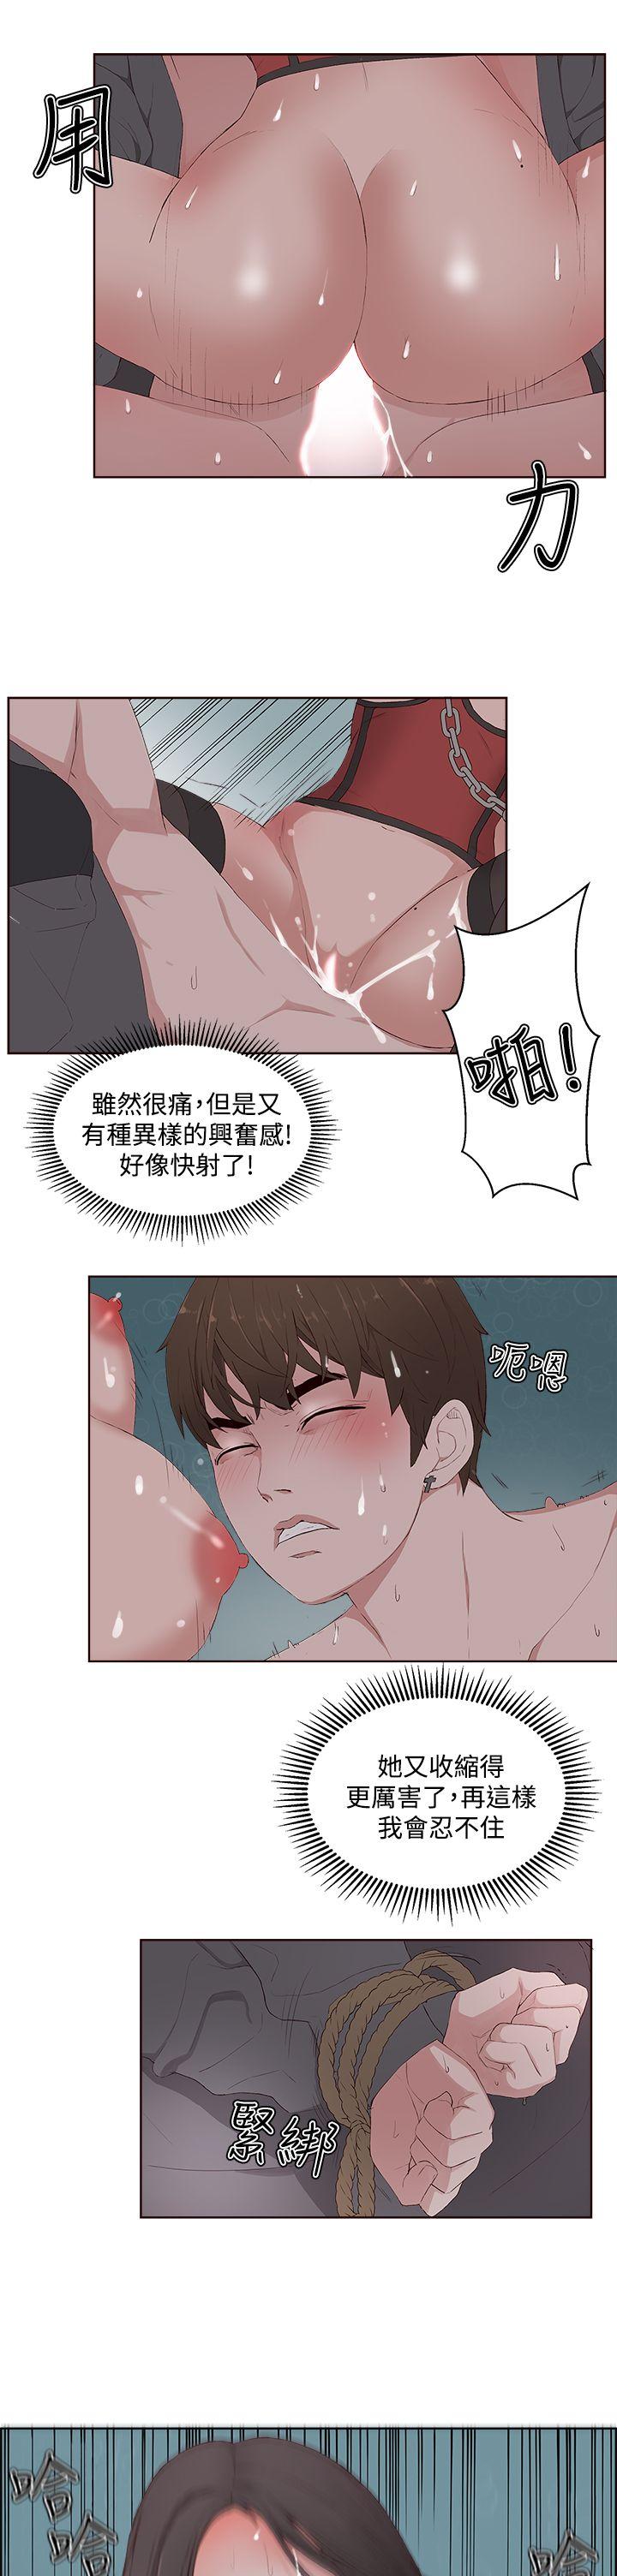 用
力
啪！
雖然很痛，但是又
有種異樣的興奮感！
好像快射了！
呃嗯
她又收縮得
更厲害了，再這樣
我會忍不住
緊綁
哈
哈
哈
哈